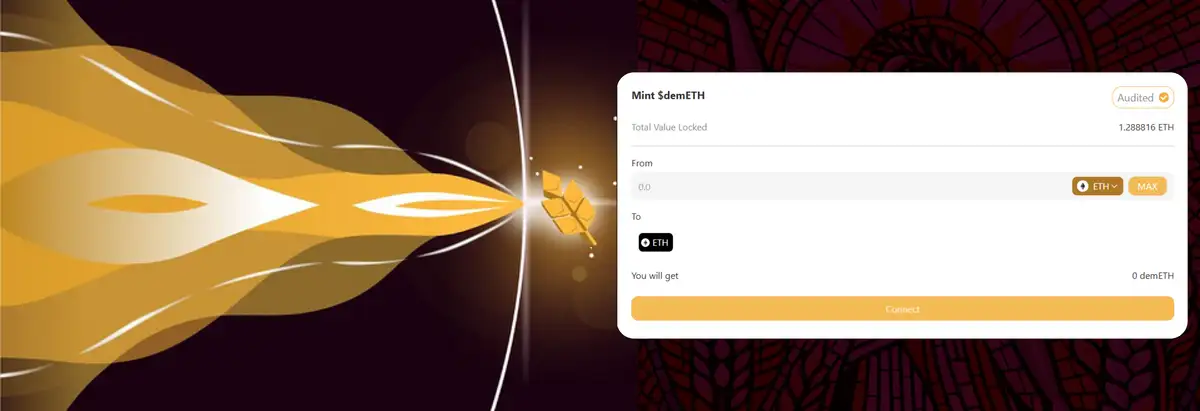 Mint $demETH
Audited
Total Value Locked
1.288816 ETH
From
0.0
ETH
MAX
To
ETH
You will get
0 demETH
Connect